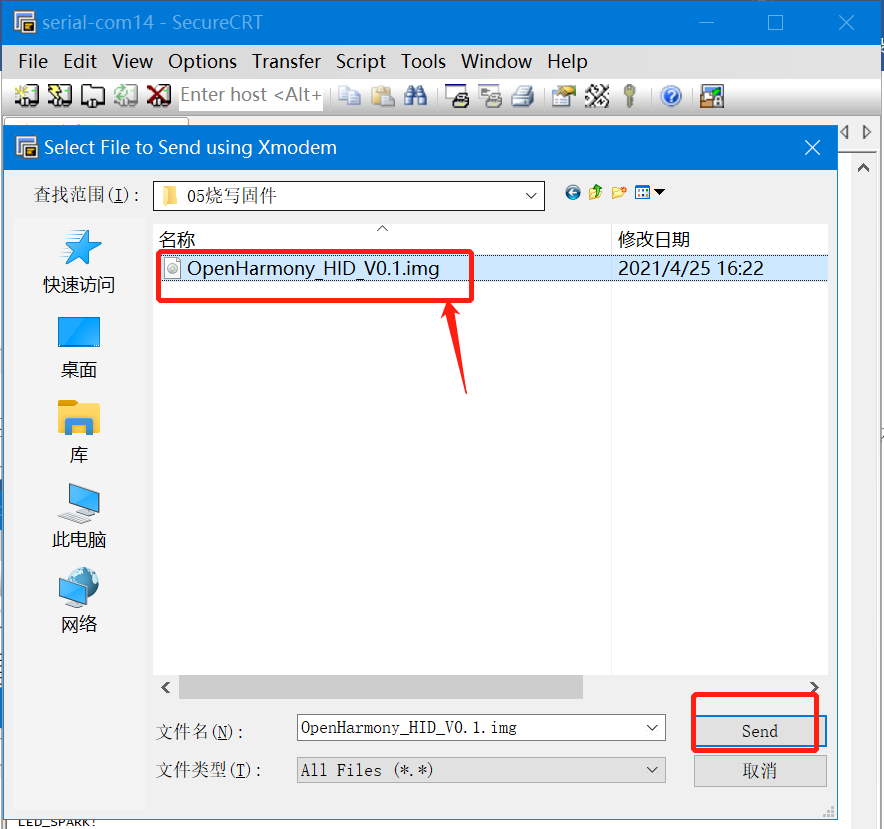 serial-com14 - SecureCRT
File Edit View Options Transfer Script Tools Window Help
Enter host <Alt+
Select File to Send using Xmodem
查找范围(I): 05烧写固件
名称 修改日期
OpenHarmony_HID_V0.1.img 2021/4/25 16:22
快速访问
桌面
库
此电脑
网络
文件名(N): OpenHarmony_HID_V0.1.img Send
文件类型(T): All Files (*.*) 取消
LED_SPARK!